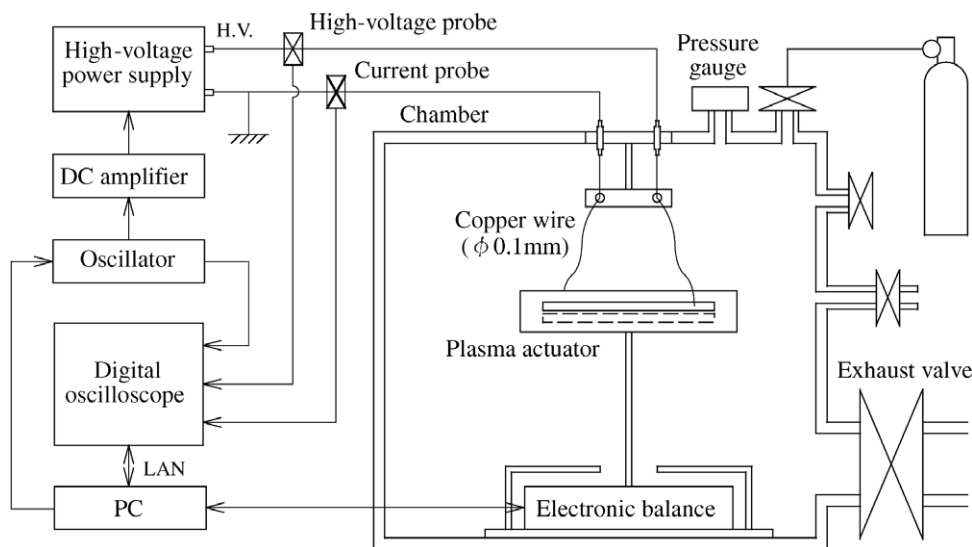 H.V.
High-voltage probe
High-voltage
power supply
Current probe
Pressure
gauge
Chamber
DC amplifier
Copper wire
(φ0.1mm)
Oscillator
Plasma actuator
Digital
oscilloscope
Exhaust valve
LAN
PC
Electronic balance